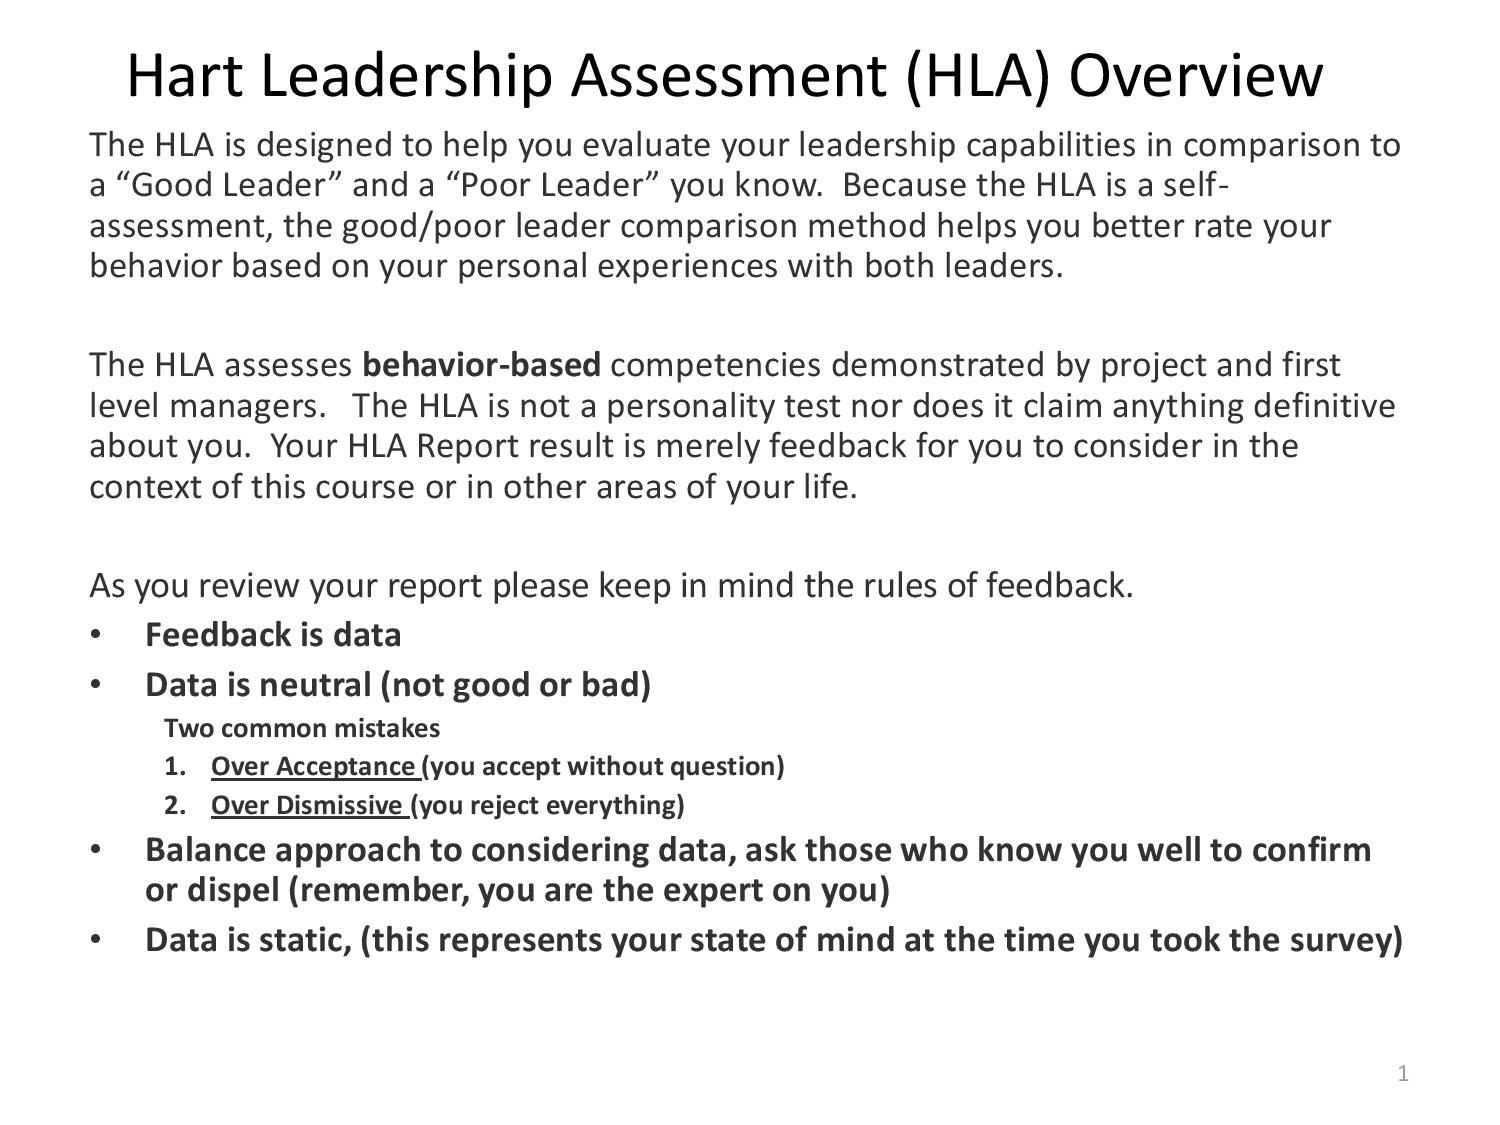 Hart Leadership Assessment (HLA) Overview
The HLA is designed to help you evaluate your leadership capabilities in comparison to
a “Good Leader” and a “Poor Leader” you know.  Because the HLA is a self-
assessment, the good/poor leader comparison method helps you better rate your
behavior based on your personal experiences with both leaders.
The HLA assesses behavior-based competencies demonstrated by project and first
level managers.   The HLA is not a personality test nor does it claim anything definitive
about you.  Your HLA Report result is merely feedback for you to consider in the
context of this course or in other areas of your life.
As you review your report please keep in mind the rules of feedback.
• Feedback is data
• Data is neutral (not good or bad)
Two common mistakes
1. Over Acceptance (you accept without question)
2. Over Dismissive (you reject everything)
• Balance approach to considering data, ask those who know you well to confirm
or dispel (remember, you are the expert on you)
• Data is static, (this represents your state of mind at the time you took the survey)
1